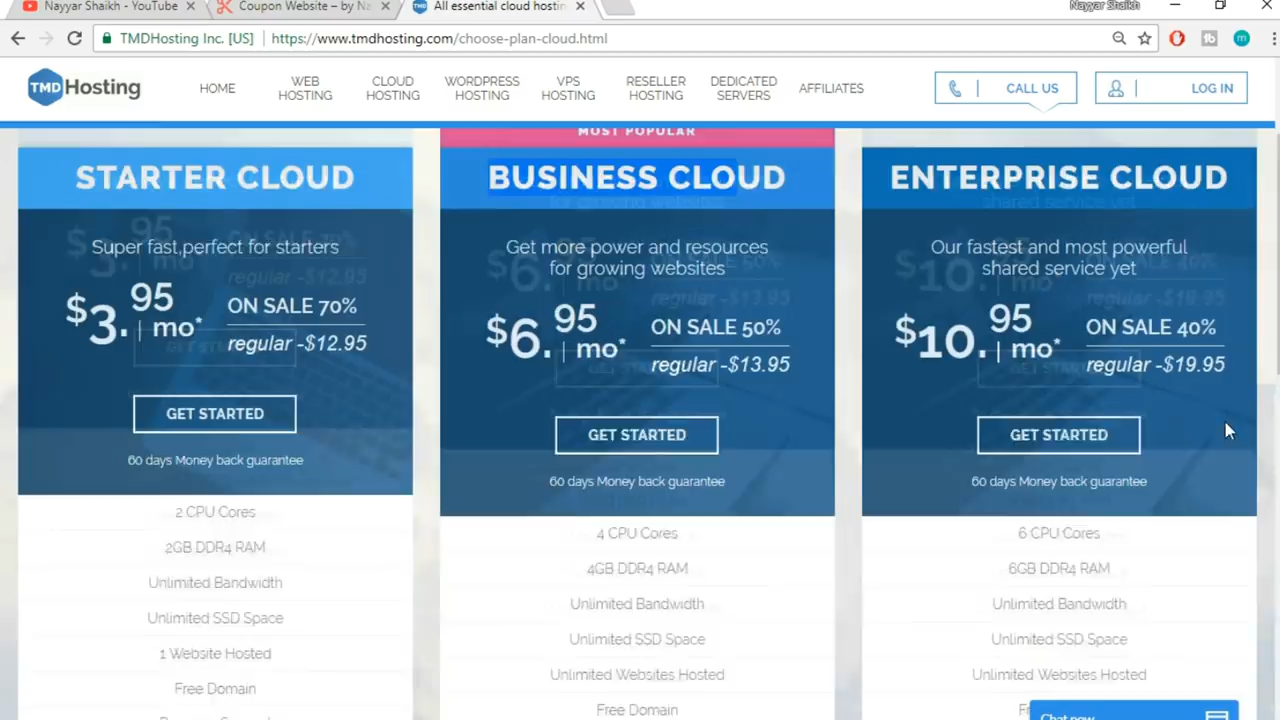 Nayyar Shaikh - YouTube
Coupon Website – by Na
All essential cloud hostin
Nayyar Shaikh
TMDHosting Inc. [US]
https://www.tmdhosting.com/choose-plan-cloud.html
TMDHosting
HOME
WEB
HOSTING
CLOUD
HOSTING
WORDPRESS
HOSTING
VPS
HOSTING
RESELLER
HOSTING
DEDICATED
SERVERS
AFFILIATES
CALL US
LOG IN
STARTER CLOUD
Super fast,perfect for starters
$3.95 | mo*
ON SALE 70%
regular -$12.95
GET STARTED
60 days Money back guarantee
2 CPU Cores
2GB DDR4 RAM
Unlimited Bandwidth
Unlimited SSD Space
1 Website Hosted
Free Domain
MOST POPULAR
BUSINESS CLOUD
Get more power and resources
for growing websites
$6.95 | mo*
ON SALE 50%
regular -$13.95
GET STARTED
60 days Money back guarantee
4 CPU Cores
4GB DDR4 RAM
Unlimited Bandwidth
Unlimited SSD Space
Unlimited Websites Hosted
Free Domain
ENTERPRISE CLOUD
Our fastest and most powerful
shared service yet
$10.95 | mo*
ON SALE 40%
regular -$19.95
GET STARTED
60 days Money back guarantee
6 CPU Cores
6GB DDR4 RAM
Unlimited Bandwidth
Unlimited SSD Space
Unlimited Websites Hosted
Chat now